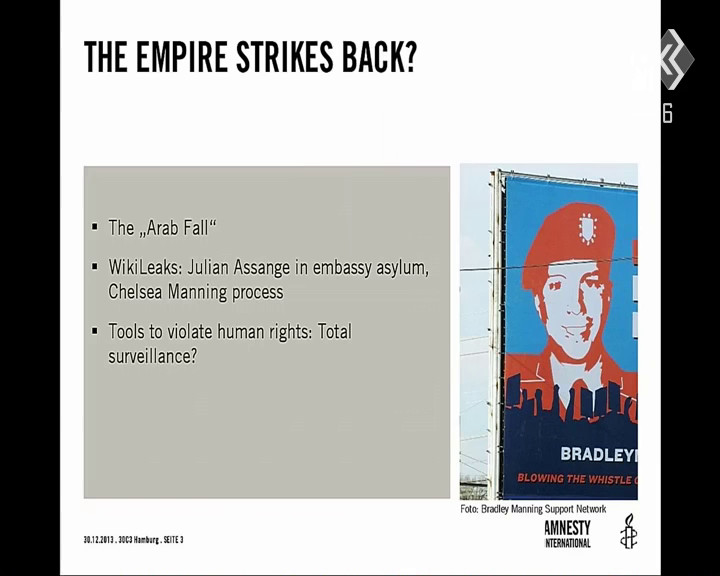 THE EMPIRE STRIKES BACK?
6
▪ The „Arab Fall“
▪ WikiLeaks: Julian Assange in embassy asylum,
Chelsea Manning process
▪ Tools to violate human rights: Total
surveillance?
BRADLEY
BLOWING THE WHISTLE
Foto: Bradley Manning Support Network
AMNESTY
INTERNATIONAL
30.12.2013 . 30C3 Hamburg . SEITE 3